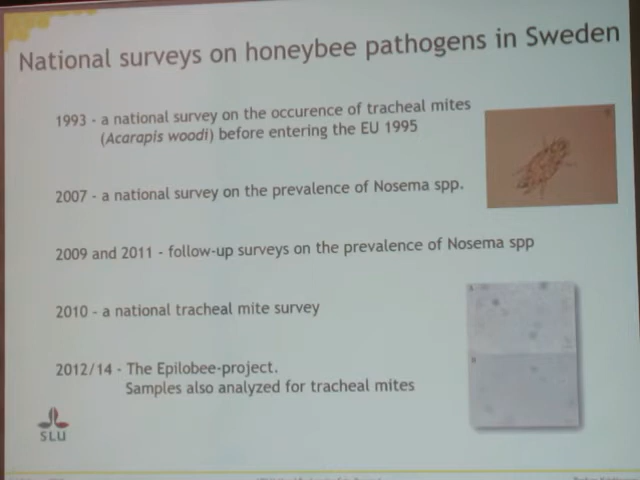 National surveys on honeybee pathogens in Sweden
1993 - a national survey on the occurence of tracheal mites
(Acarapis woodi) before entering the EU 1995
2007 - a national survey on the prevalence of Nosema spp.
2009 and 2011 - follow-up surveys on the prevalence of Nosema spp
2010 - a national tracheal mite survey
2012/14 - The Epilobee-project.
Samples also analyzed for tracheal mites
SLU